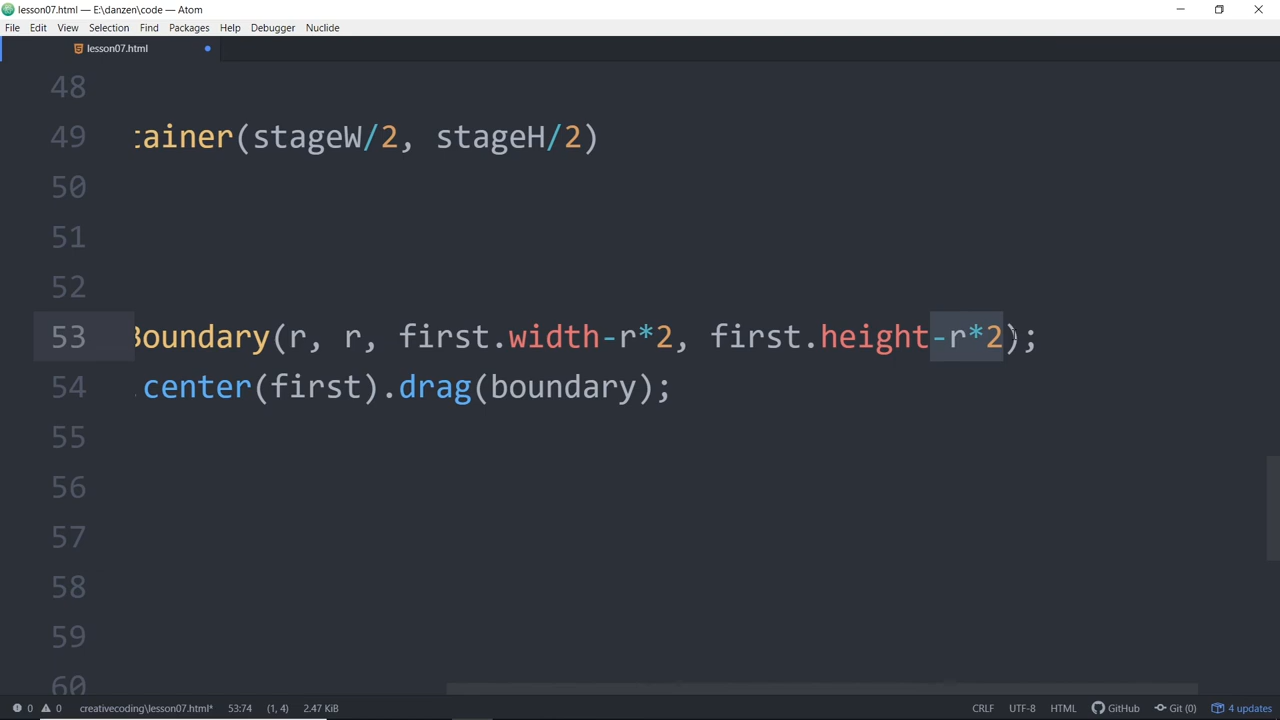 lesson07.html — E:\danzen\code — Atom
File Edit View Selection Find Packages Help Debugger Nuclide
lesson07.html
48
49 tainer(stageW/2, stageH/2)
50
51
52
53 Boundary(r, r, first.width-r*2, first.height-r*2);
54 .center(first).drag(boundary);
55
56
57
58
59
60
0 0 creativecoding\lesson07.html* 53:74 (1, 4) 2.47 KiB CRLF UTF-8 HTML GitHub Git (0) 4 updates